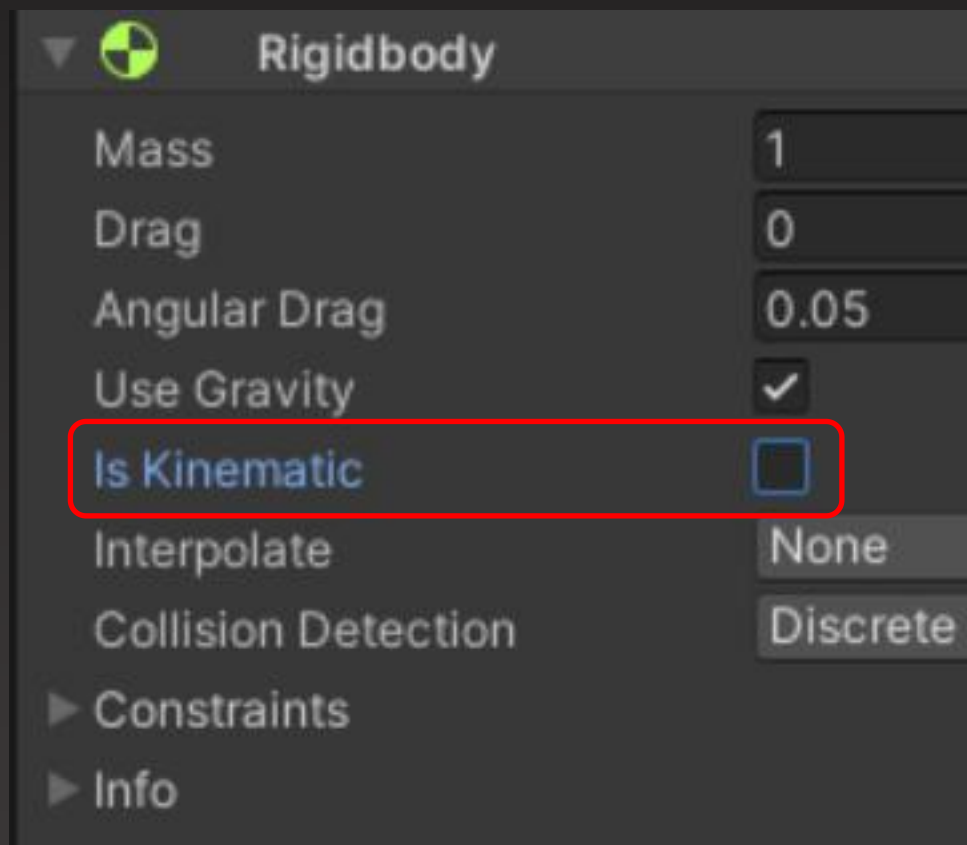 Rigidbody
Mass 1
Drag 0
Angular Drag 0.05
Use Gravity
Is Kinematic
Interpolate None
Collision Detection Discrete
Constraints
Info